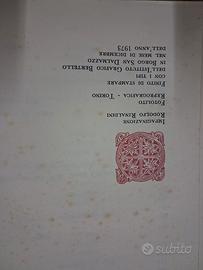 IMPAGINAZIONE
RODOLFO RINALDINI
FOTOLITO
REPROGRAFICA - TORINO
FINITO DI STAMPARE
CON I TIPI
DELL'ISTITUTO GRAFICO BERTELLO
IN BORGO SAN DALMAZZO
NEL MESE DI DICEMBRE
DELL'ANNO 1973
subito